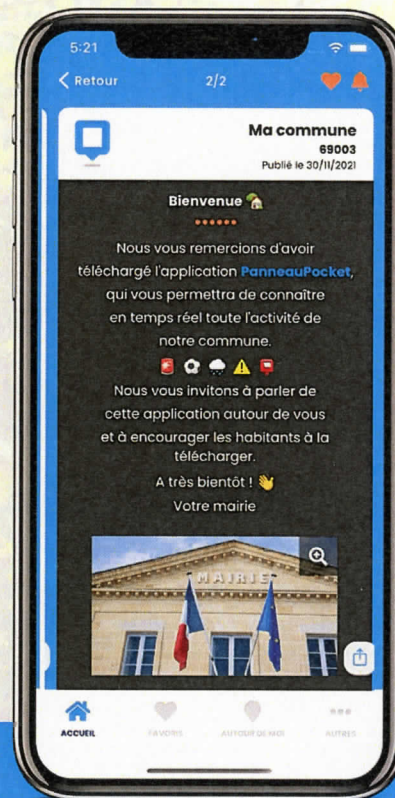 5:21
Retour
2/2
Ma commune
69003
Publié le 30/11/2021
Bienvenue 🏡
Nous vous remercions d'avoir
téléchargé l'application PanneauPocket,
qui vous permettra de connaître
en temps réel toute l'activité de
notre commune.
Nous vous invitons à parler de
cette application autour de vous
et à encourager les habitants à la
télécharger.
A très bientôt ! 👋
Votre mairie
MAIRIE
ACCUEIL
FAVORIS
AUTOUR DE MOI
AUTRES